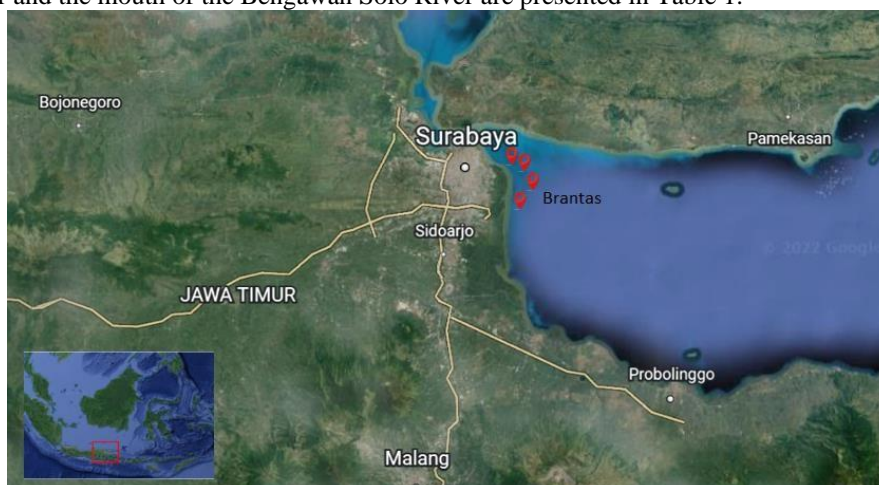 and the mouth of the Bengawan Solo River are presented in Table 1.
Bojonegoro
Surabaya
Pamekasan
Brantas
Sidoarjo
© 2022 Google
JAWA TIMUR
Probolinggo
Malang